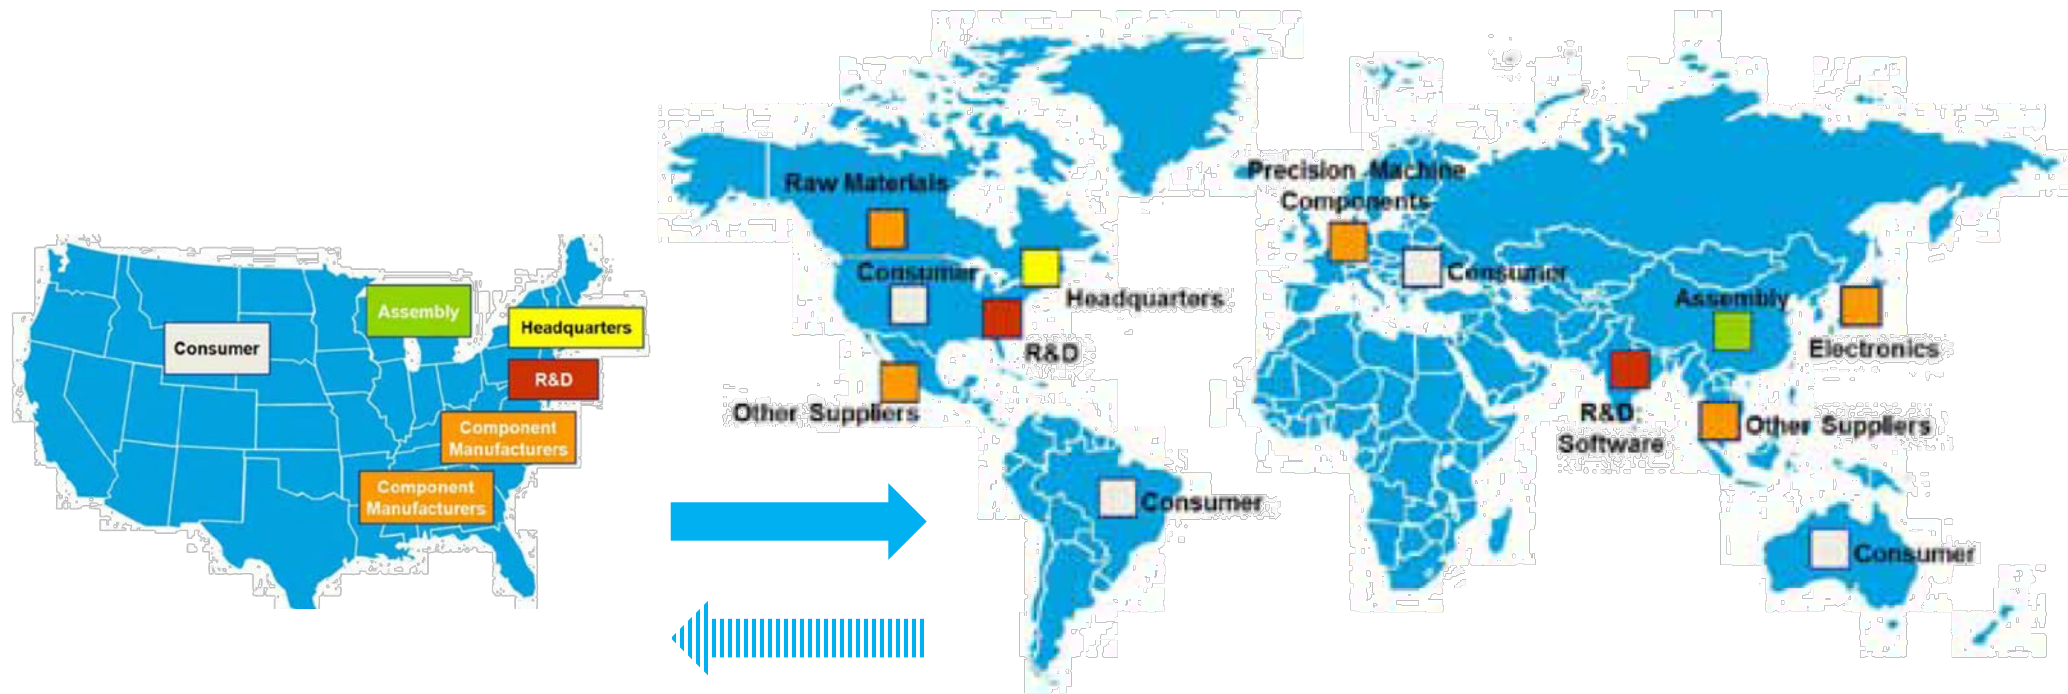 Assembly
Headquarters
Consumer
R&D
Component
Manufacturers
Component
Manufacturers
Raw Materials
Consumer
Headquarters
R&D
Other Suppliers
Consumer
Precision Machine
Components
Consumer
Assembly
Electronics
R&D:
Software
Other Suppliers
Consumer